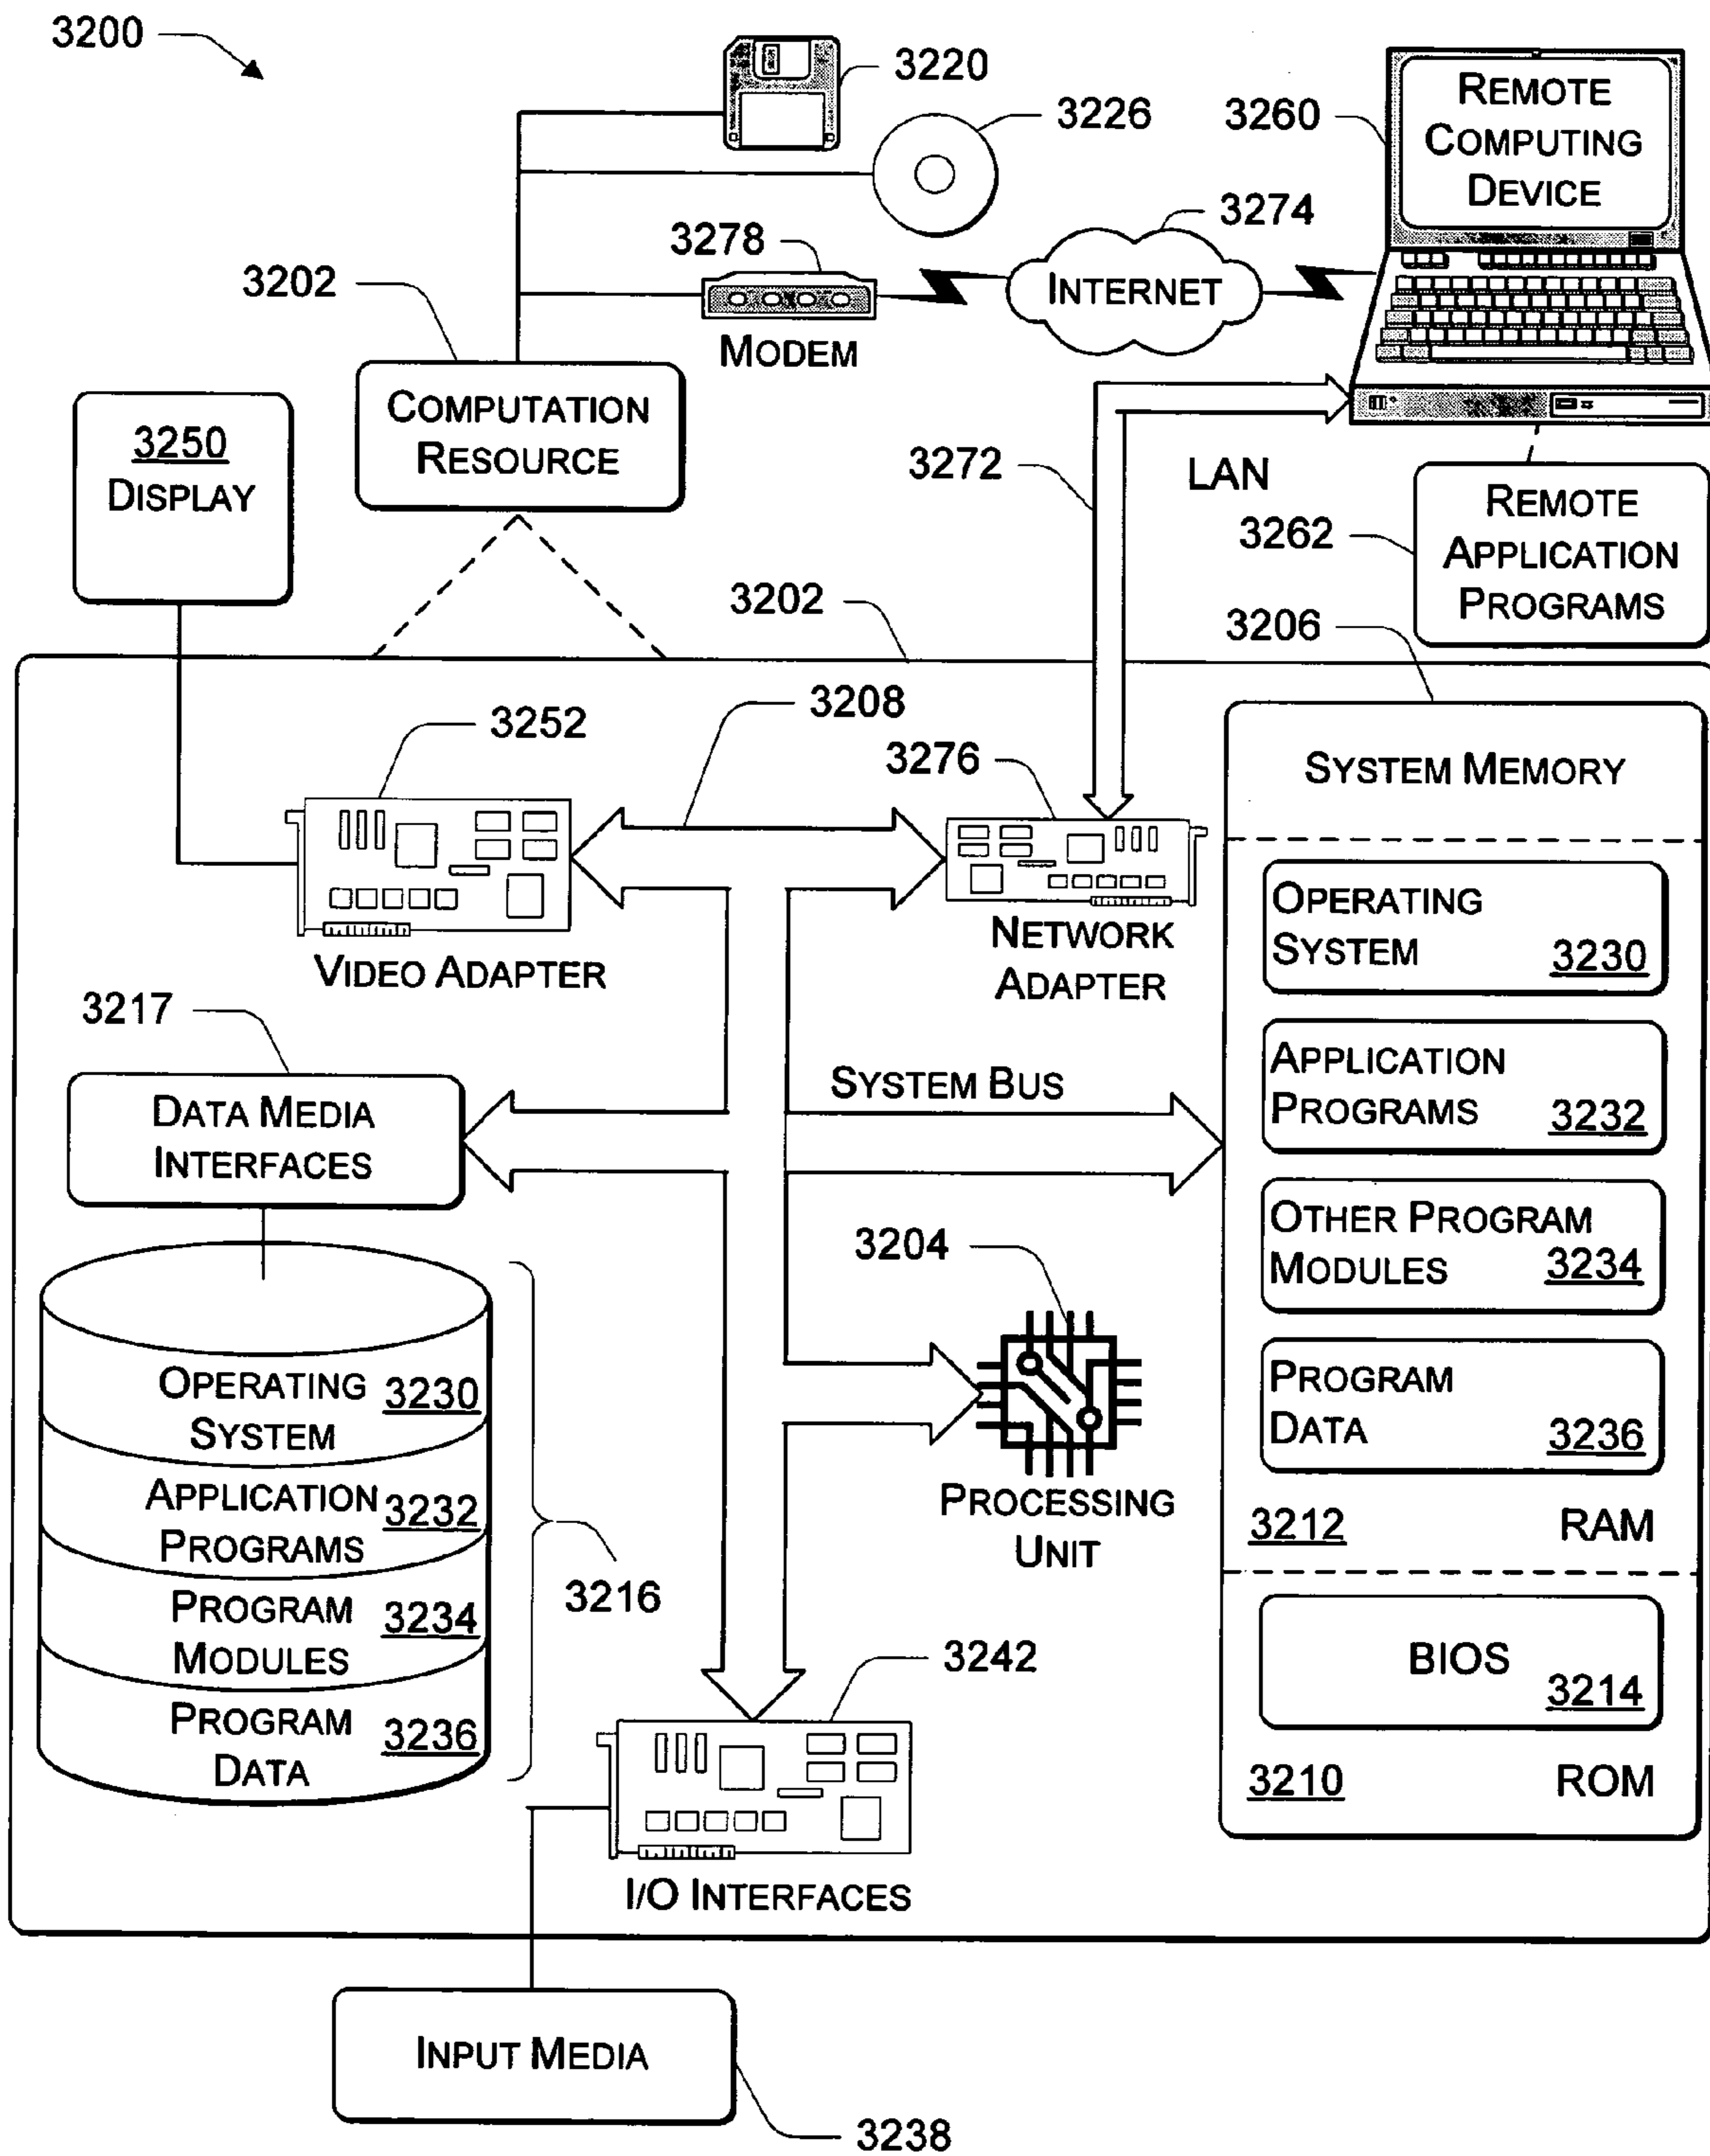 3200
3220
3226
3260
REMOTE
COMPUTING
DEVICE
3274
3278
INTERNET
3202
MODEM
COMPUTATION
RESOURCE
3250
DISPLAY
3272
LAN
REMOTE
APPLICATION
PROGRAMS
3262
3202
3206
3208
3252
3276
SYSTEM MEMORY
OPERATING
SYSTEM 3230
VIDEO ADAPTER
NETWORK
ADAPTER
3217
APPLICATION
PROGRAMS 3232
SYSTEM BUS
DATA MEDIA
INTERFACES
OTHER PROGRAM
MODULES 3234
3204
PROGRAM
DATA 3236
OPERATING 3230
SYSTEM
APPLICATION 3232
PROGRAMS
PROCESSING
UNIT
3212 RAM
PROGRAM 3234
MODULES
3216
3242
BIOS
3214
PROGRAM 3236
DATA
3210 ROM
I/O INTERFACES
INPUT MEDIA
3238